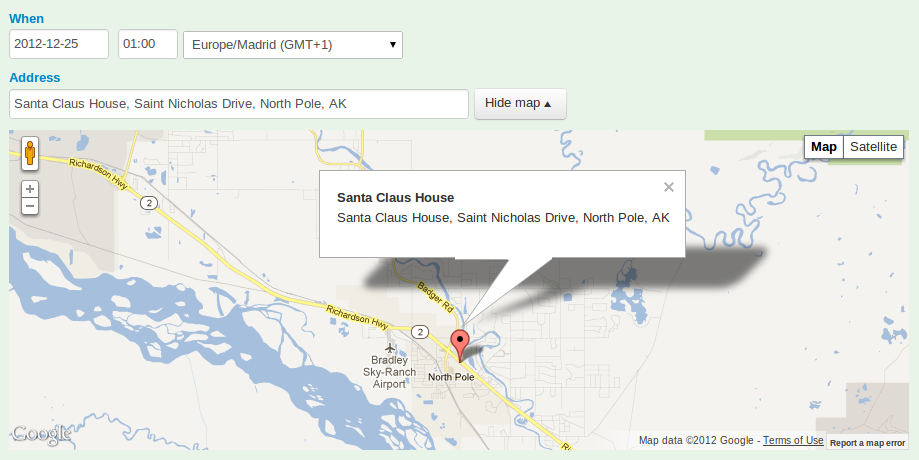 When
2012-12-25 01:00 Europe/Madrid (GMT+1)
Address
Santa Claus House, Saint Nicholas Drive, North Pole, AK Hide map
Map Satellite
Richardson Hwy
2
Santa Claus House
Santa Claus House, Saint Nicholas Drive, North Pole, AK
Badger Rd
Richardson Hwy
2
Bradley
Sky-Ranch
Airport
North Pole
Ri
Google
Map data ©2012 Google - Terms of Use Report a map error